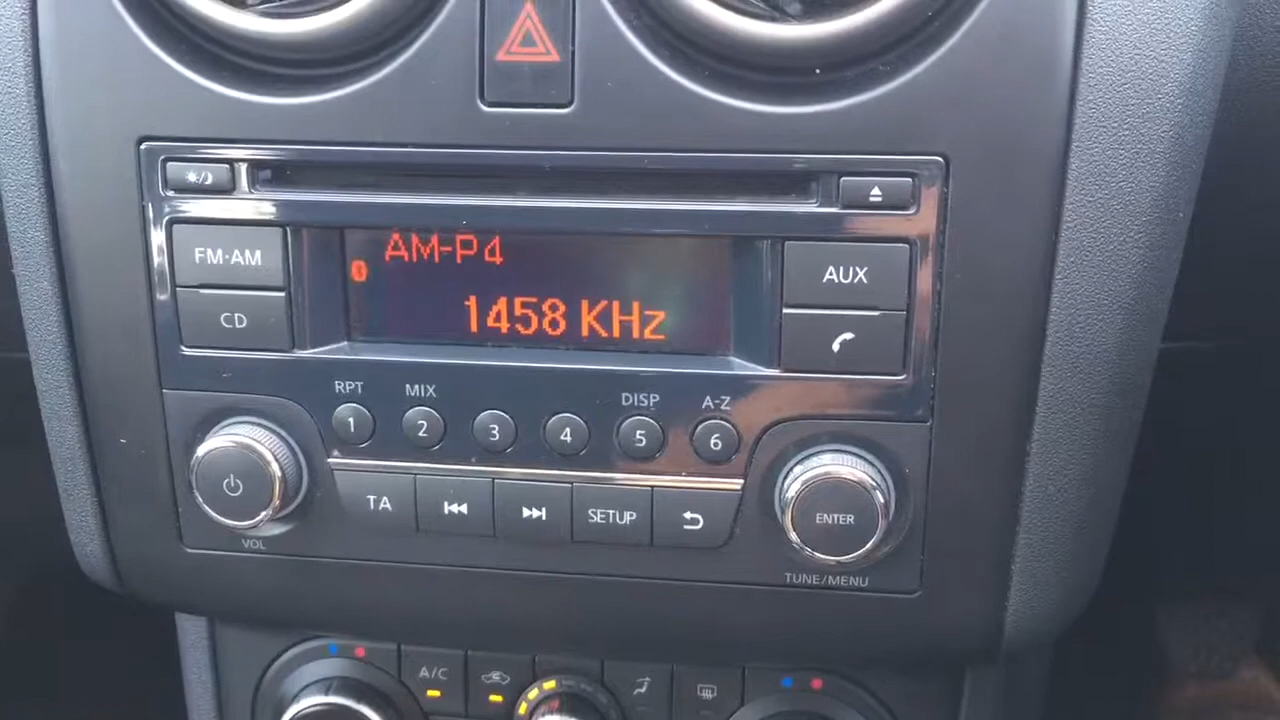 FM·AM
AM-P4
AUX
CD
1458 KHz
RPT MIX DISP A-Z
1 2 3 4 5 6
TA SETUP ENTER
VOL
TUNE/MENU
A/C